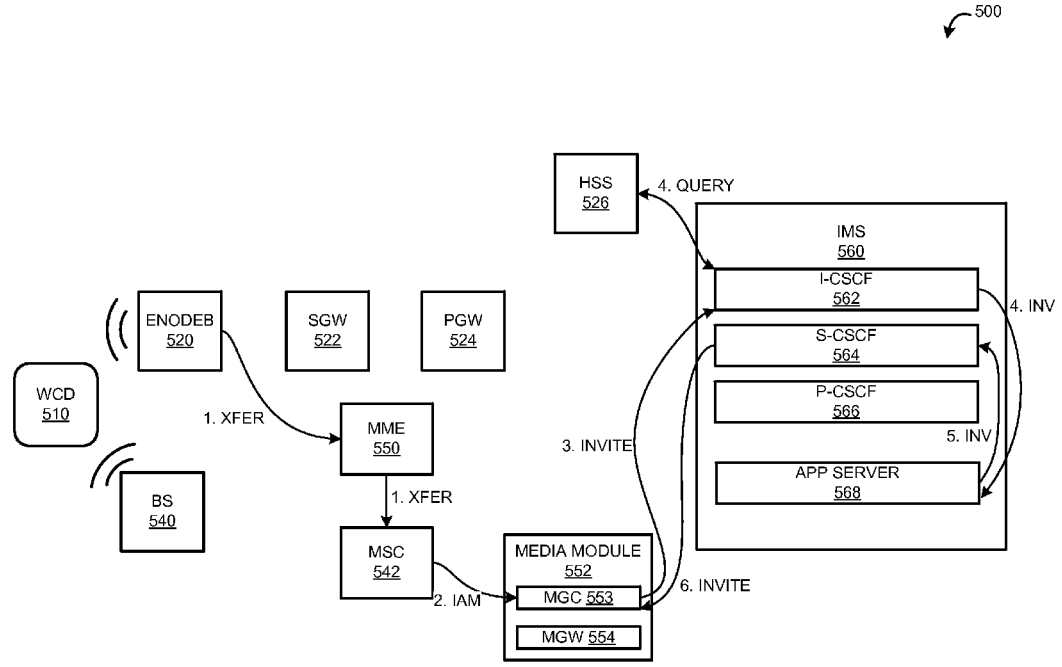 500
HSS
526
4. QUERY
IMS
560
I-CSCF
562
4. INV
S-CSCF
564
P-CSCF
566
5. INV
APP SERVER
568
ENODEB
520
SGW
522
PGW
524
WCD
510
1. XFER
MME
550
3. INVITE
BS
540
1. XFER
MSC
542
2. IAM
MEDIA MODULE
552
MGC 553
MGW 554
6. INVITE